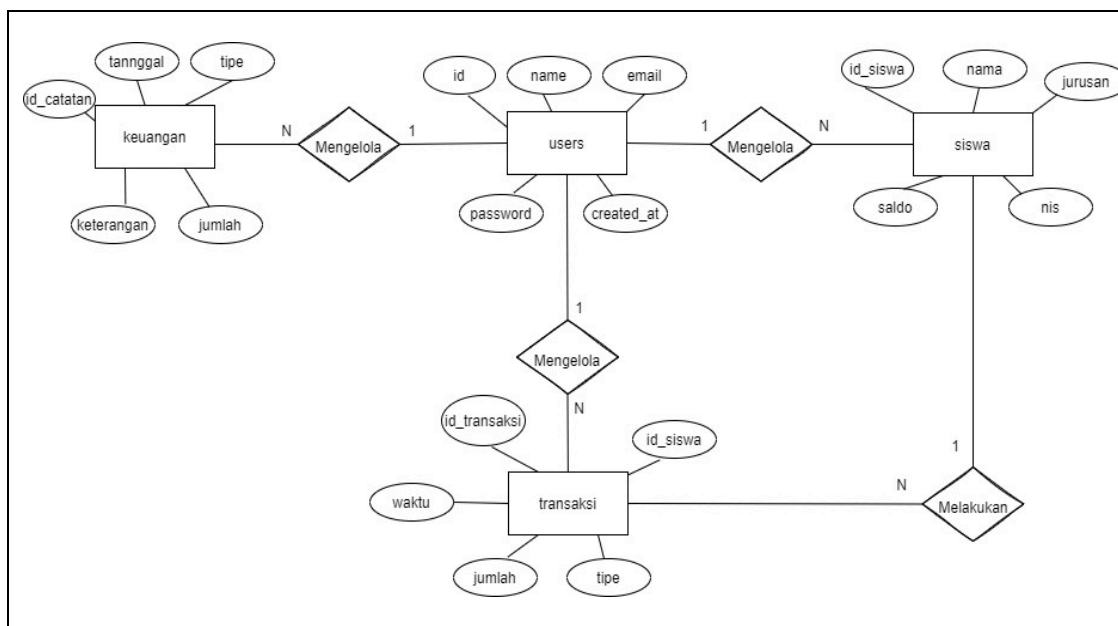 tannggal
tipe
id_catatan
keuangan
keterangan
jumlah
N
Mengelola
1
id
name
email
users
password
created_at
1
Mengelola
N
id_siswa
nama
jurusan
siswa
saldo
nis
1
Mengelola
N
id_transaksi
id_siswa
waktu
transaksi
jumlah
tipe
N
1
Melakukan